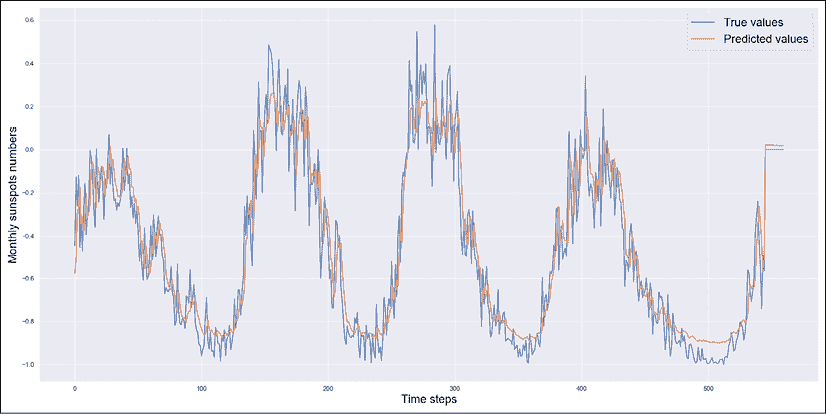 True values
Predicted values
Monthly sunspots numbers
0.6
0.4
0.2
0.0
−0.2
−0.4
−0.6
−0.8
−1.0
0 100 200 300 400 500
Time steps